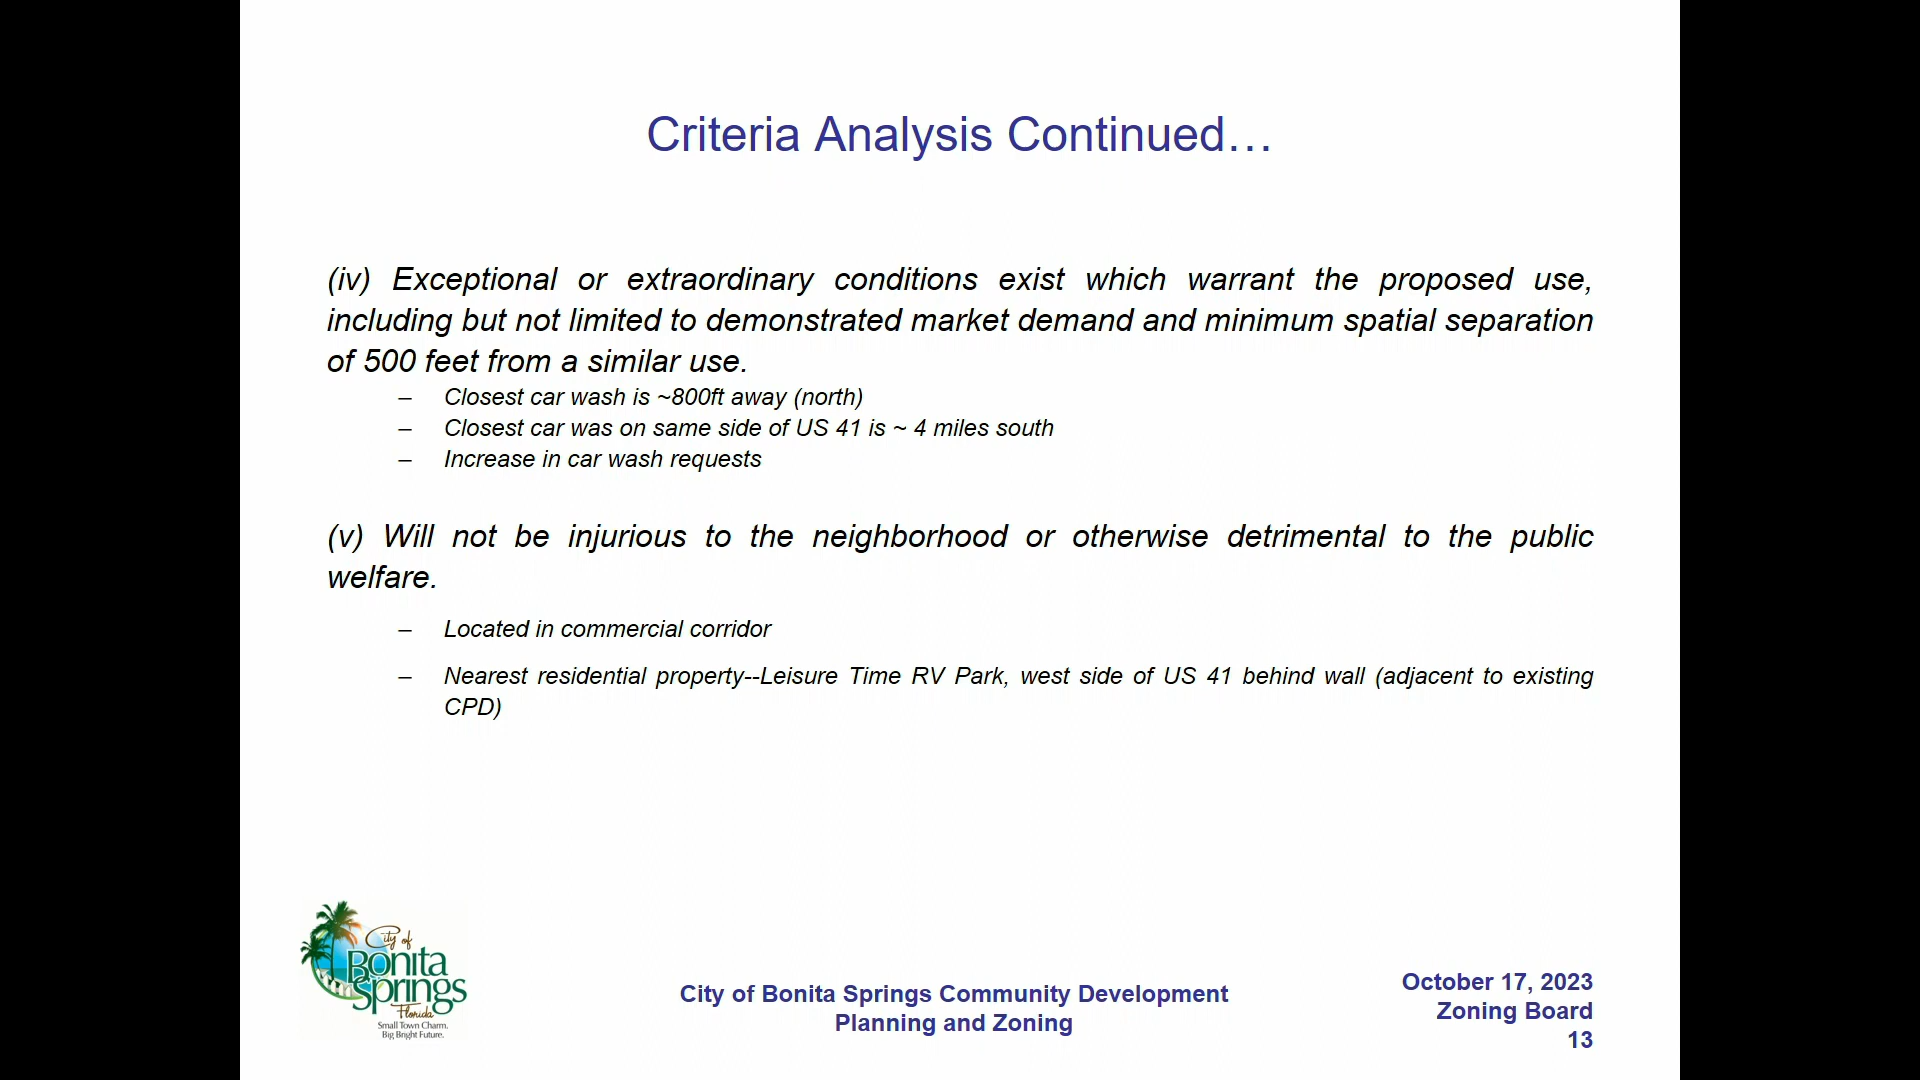 Criteria Analysis Continued…
(iv) Exceptional or extraordinary conditions exist which warrant the proposed use,
including but not limited to demonstrated market demand and minimum spatial separation
of 500 feet from a similar use.
– Closest car wash is ~800ft away (north)
– Closest car was on same side of US 41 is ~ 4 miles south
– Increase in car wash requests
(v) Will not be injurious to the neighborhood or otherwise detrimental to the public
welfare.
– Located in commercial corridor
– Nearest residential property--Leisure Time RV Park, west side of US 41 behind wall (adjacent to existing
CPD)
City of
Bonita
Springs
Florida
Small Town Charm.
Big Bright Future.
City of Bonita Springs Community Development
Planning and Zoning
October 17, 2023
Zoning Board
13